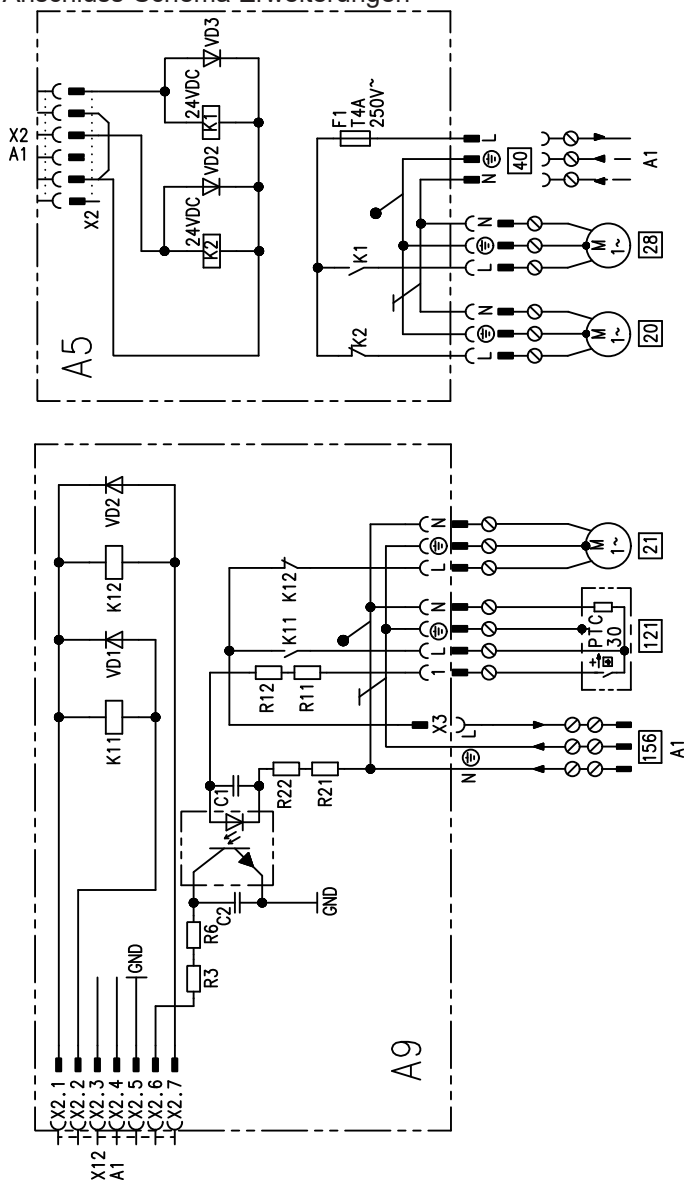 Anschluss-Schema Erweiterungen
A5
X2
A1
X2
24VDC
K2
VD2
24VDC
K1
VD3
F1
T4A
250V~
K1
K2
L
N
40
A1
N
L
M
1~
28
N
L
M
1~
20
A9
X2.1
X2.2
X2.3
X2.4
X2.5
X2.6
X2.7
X12
A1
GND
K11
VD1
K12
VD2
R3
R6
C2
GND
C1
R22
R21
R12
R11
K11
K12
N
L
M
1~
21
N
L
1
PTC
30
121
X3
L
N
156
A1